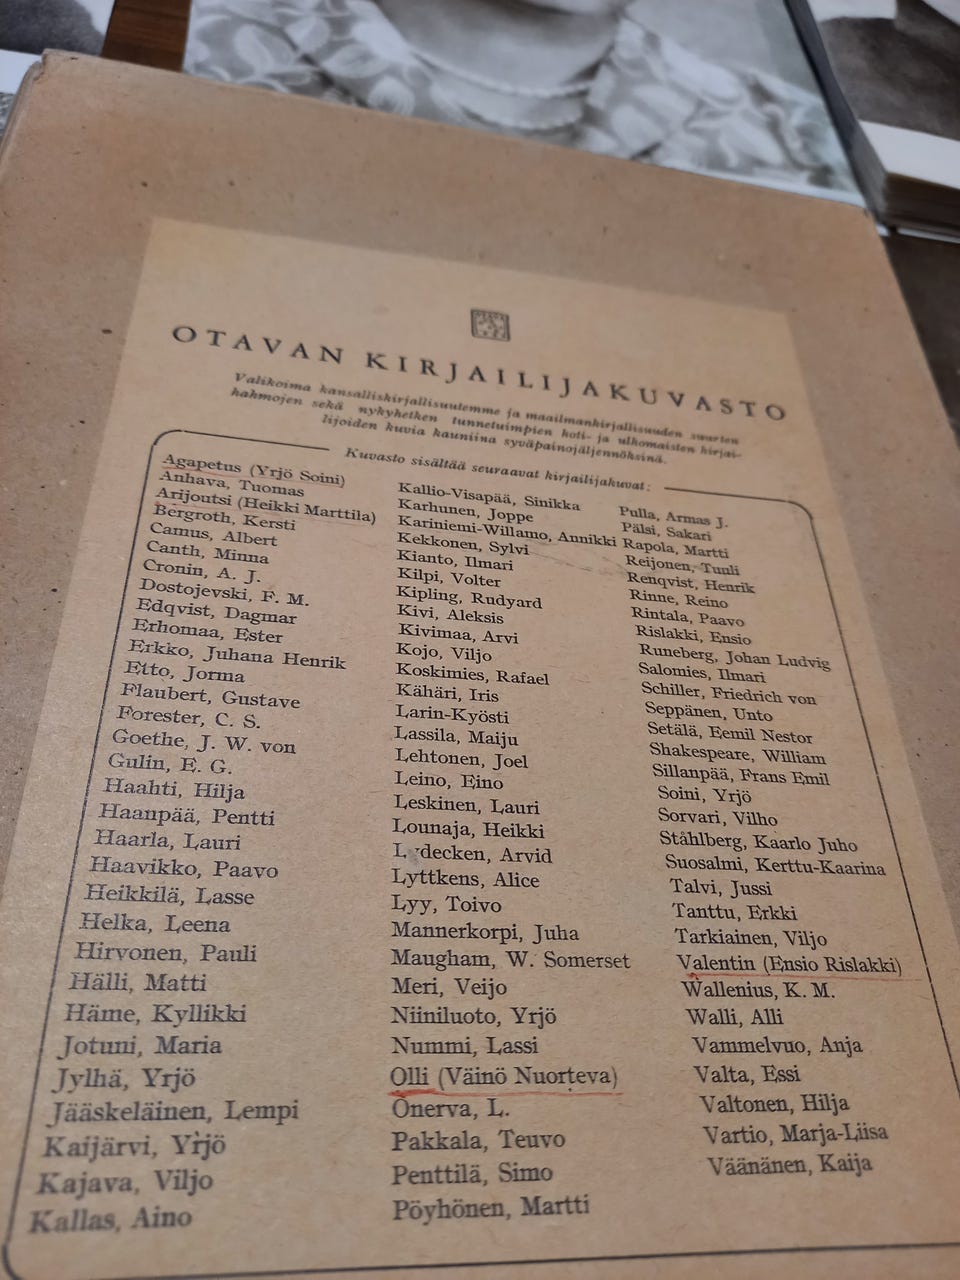 OTAVAN KIRJAILIJAKUVASTO
Valikoima kansalliskirjallisuutemme ja maailmankirjallisuuden suurten
hahmojen sekä nykyhetken tunnetuimpien koti- ja ulkomaisten kirjai-
lijoiden kuvia kauniina syväpainojäljennöksinä.
Kuvasto sisältää seuraavat kirjailijakuvat:
Agapetus (Yrjö Soini)
Anhava, Tuomas
Arijoutsi (Heikki Marttila)
Bergroth, Kersti
Camus, Albert
Canth, Minna
Cronin, A. J.
Dostojevski, F. M.
Edqvist, Dagmar
Erhomaa, Ester
Erkko, Juhana Henrik
Etto, Jorma
Flaubert, Gustave
Forester, C. S.
Goethe, J. W. von
Gulin, E. G.
Haahti, Hilja
Haanpää, Pentti
Haarla, Lauri
Haavikko, Paavo
Heikkilä, Lasse
Helka, Leena
Hirvonen, Pauli
Hälli, Matti
Häme, Kyllikki
Jotuni, Maria
Jylhä, Yrjö
Jääskeläinen, Lempi
Kaijärvi, Yrjö
Kajava, Viljo
Kallas, Aino
Kallio-Visapää, Sinikka
Karhunen, Joppe
Kariniemi-Willamo, Annikki
Kekkonen, Sylvi
Kianto, Ilmari
Kilpi, Volter
Kipling, Rudyard
Kivi, Aleksis
Kivimaa, Arvi
Kojo, Viljo
Koskimies, Rafael
Kähäri, Iris
Larin-Kyösti
Lassila, Maiju
Lehtonen, Joel
Leino, Eino
Leskinen, Lauri
Lounaja, Heikki
Lydecken, Arvid
Lyttkens, Alice
Lyy, Toivo
Mannerkorpi, Juha
Maugham, W. Somerset
Meri, Veijo
Niiniluoto, Yrjö
Nummi, Lassi
Olli (Väinö Nuorteva)
Onerva, L.
Pakkala, Teuvo
Penttilä, Simo
Pöyhönen, Martti
Pulla, Armas J.
Pälsi, Sakari
Rapola, Martti
Reijonen, Tuuli
Renqvist, Henrik
Rinne, Reino
Rintala, Paavo
Rislakki, Ensio
Runeberg, Johan Ludvig
Salomies, Ilmari
Schiller, Friedrich von
Seppänen, Unto
Setälä, Eemil Nestor
Shakespeare, William
Sillanpää, Frans Emil
Soini, Yrjö
Sorvari, Vilho
Ståhlberg, Kaarlo Juho
Suosalmi, Kerttu-Kaarina
Talvi, Jussi
Tanttu, Erkki
Tarkiainen, Viljo
Valentin (Ensio Rislakki)
Wallenius, K. M.
Walli, Alli
Vammelvuo, Anja
Valta, Essi
Valtonen, Hilja
Vartio, Marja-Liisa
Väänänen, Kaija